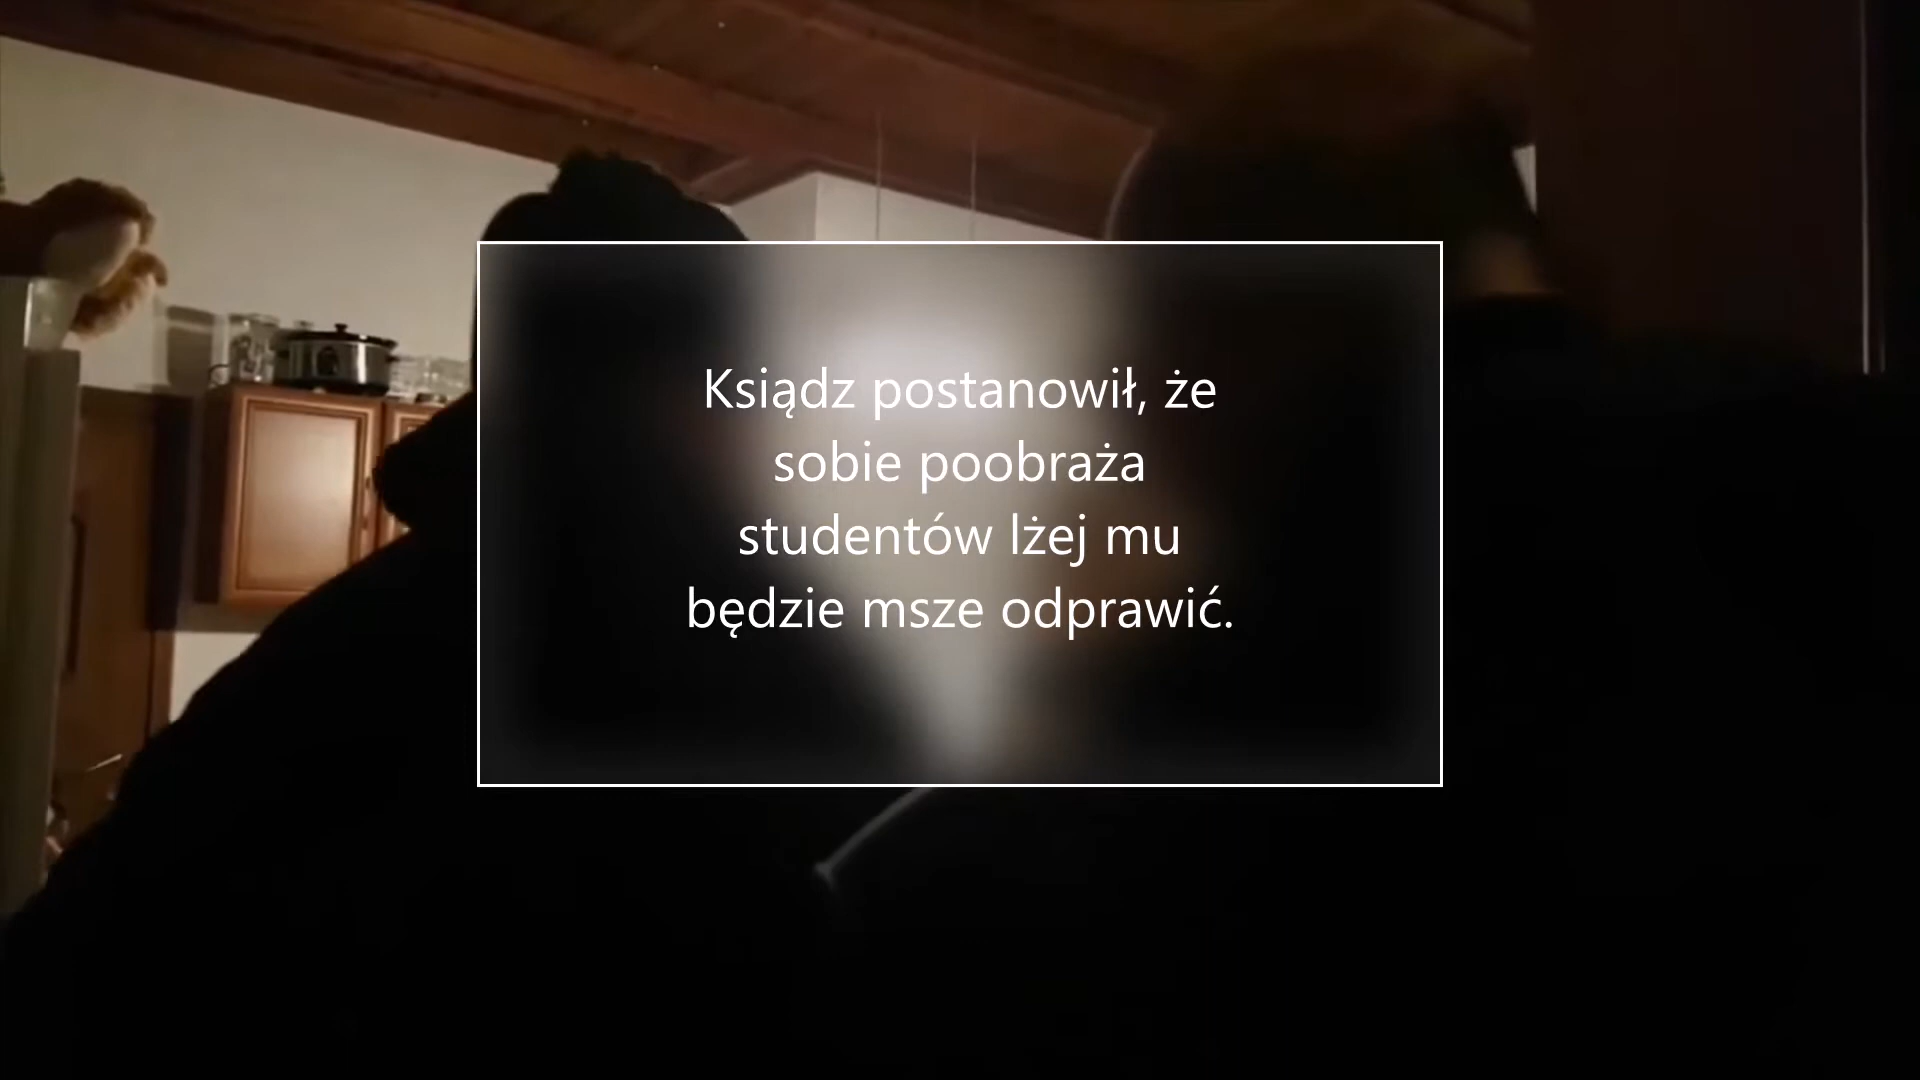 Ksiądz postanowił, że
sobie poobraża
studentów lżej mu
będzie msze odprawić.